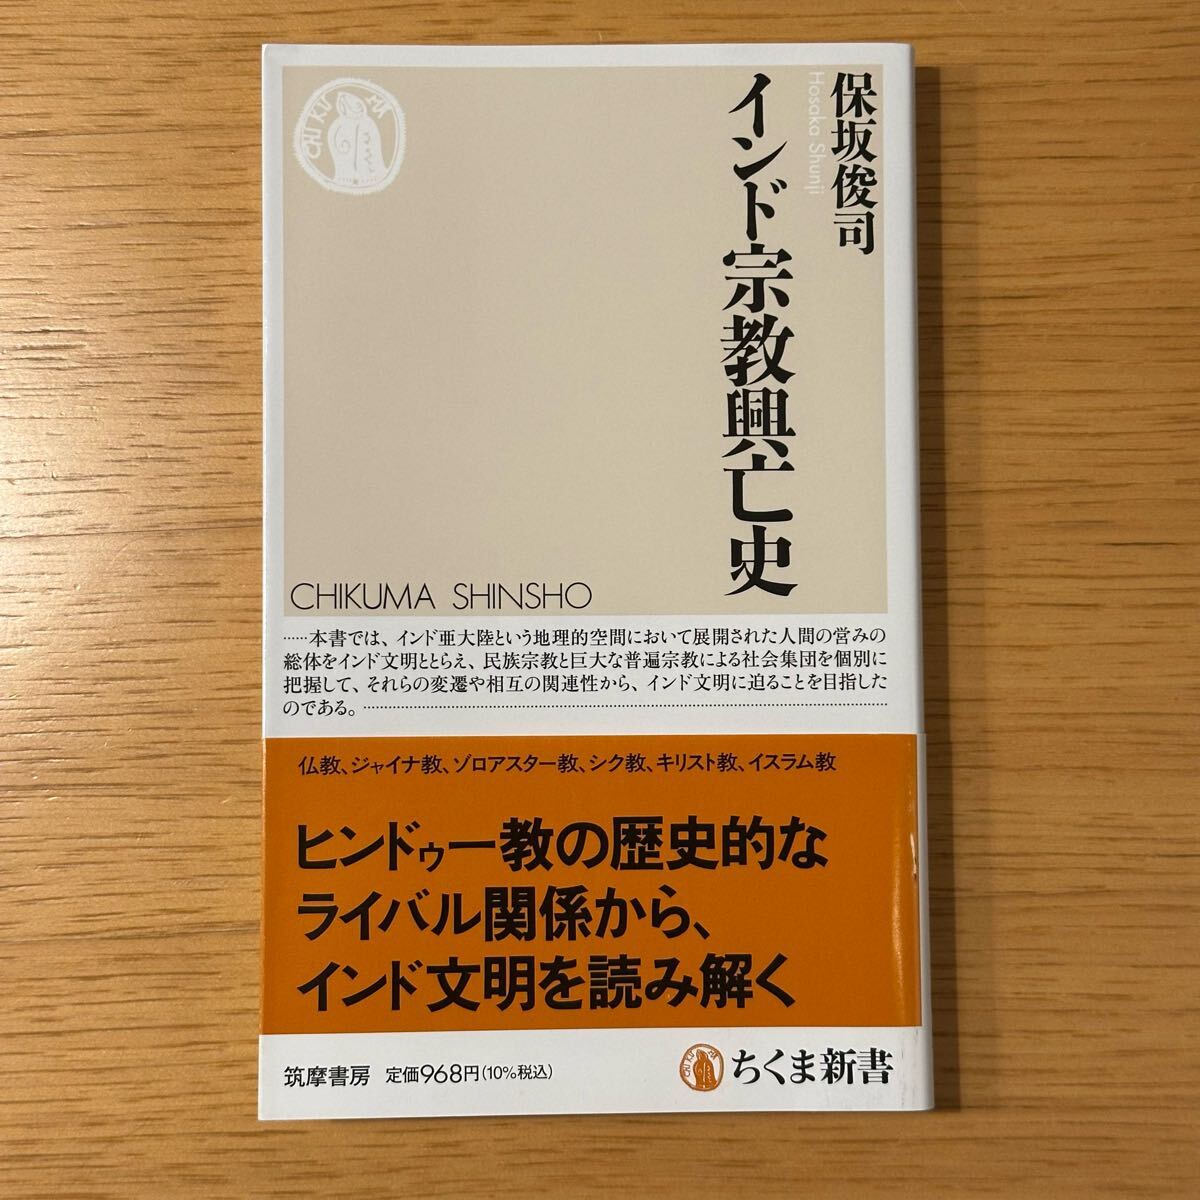 保坂俊司
Hosaka Shunji
インド宗教興亡史
CHIKUMA
CHIKUMA SHINSHO
……本書では、インド亜大陸という地理的空間において展開された人間の営みの
総体をインド文明ととらえ、民族宗教と巨大な普遍宗教による社会集団を個別に
把握して、それらの変遷や相互の関連性から、インド文明に迫ることを目指した
のである。
仏教、ジャイナ教、ゾロアスター教、シク教、キリスト教、イスラム教
ヒンドゥー教の歴史的な
ライバル関係から、
インド文明を読み解く
筑摩書房 定価968円(10%税込)
CHIKUMA
ちくま新書